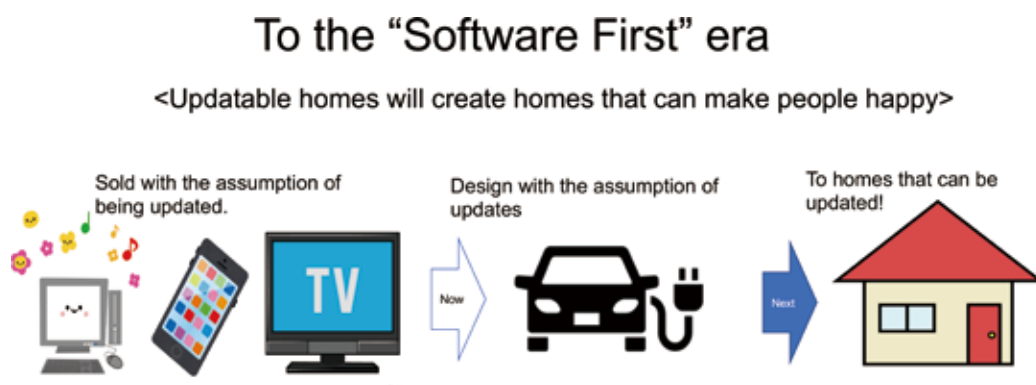 To the “Software First” era
<Updatable homes will create homes that can make people happy>
Sold with the assumption of
being updated.
TV
Now
Design with the assumption of
updates
Next
To homes that can be
updated!